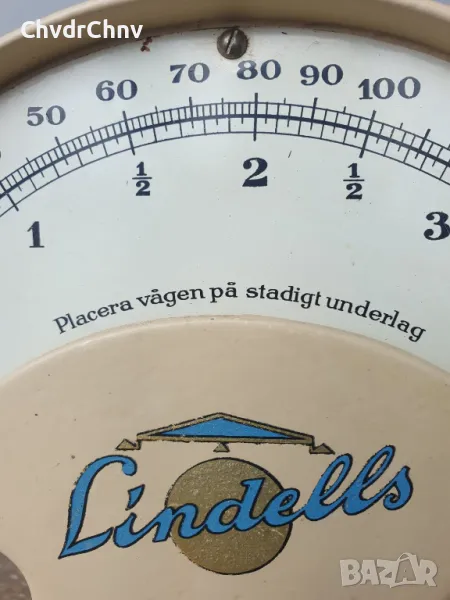 ChvdrChnv
50 60 70 80 90 100
1 1/2 2 1/2 3
Placera vågen på stadigt underlag
Lindells
BAZAR